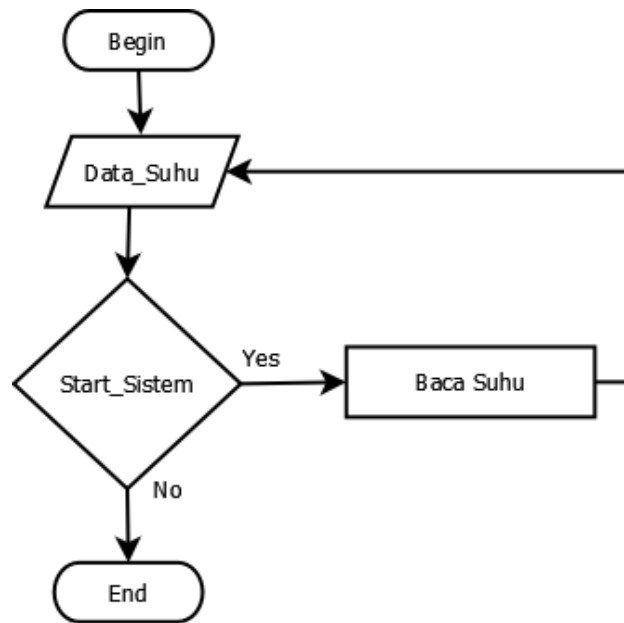 Begin
Data_Suhu
Start_Sistem
Yes
Baca Suhu
No
End